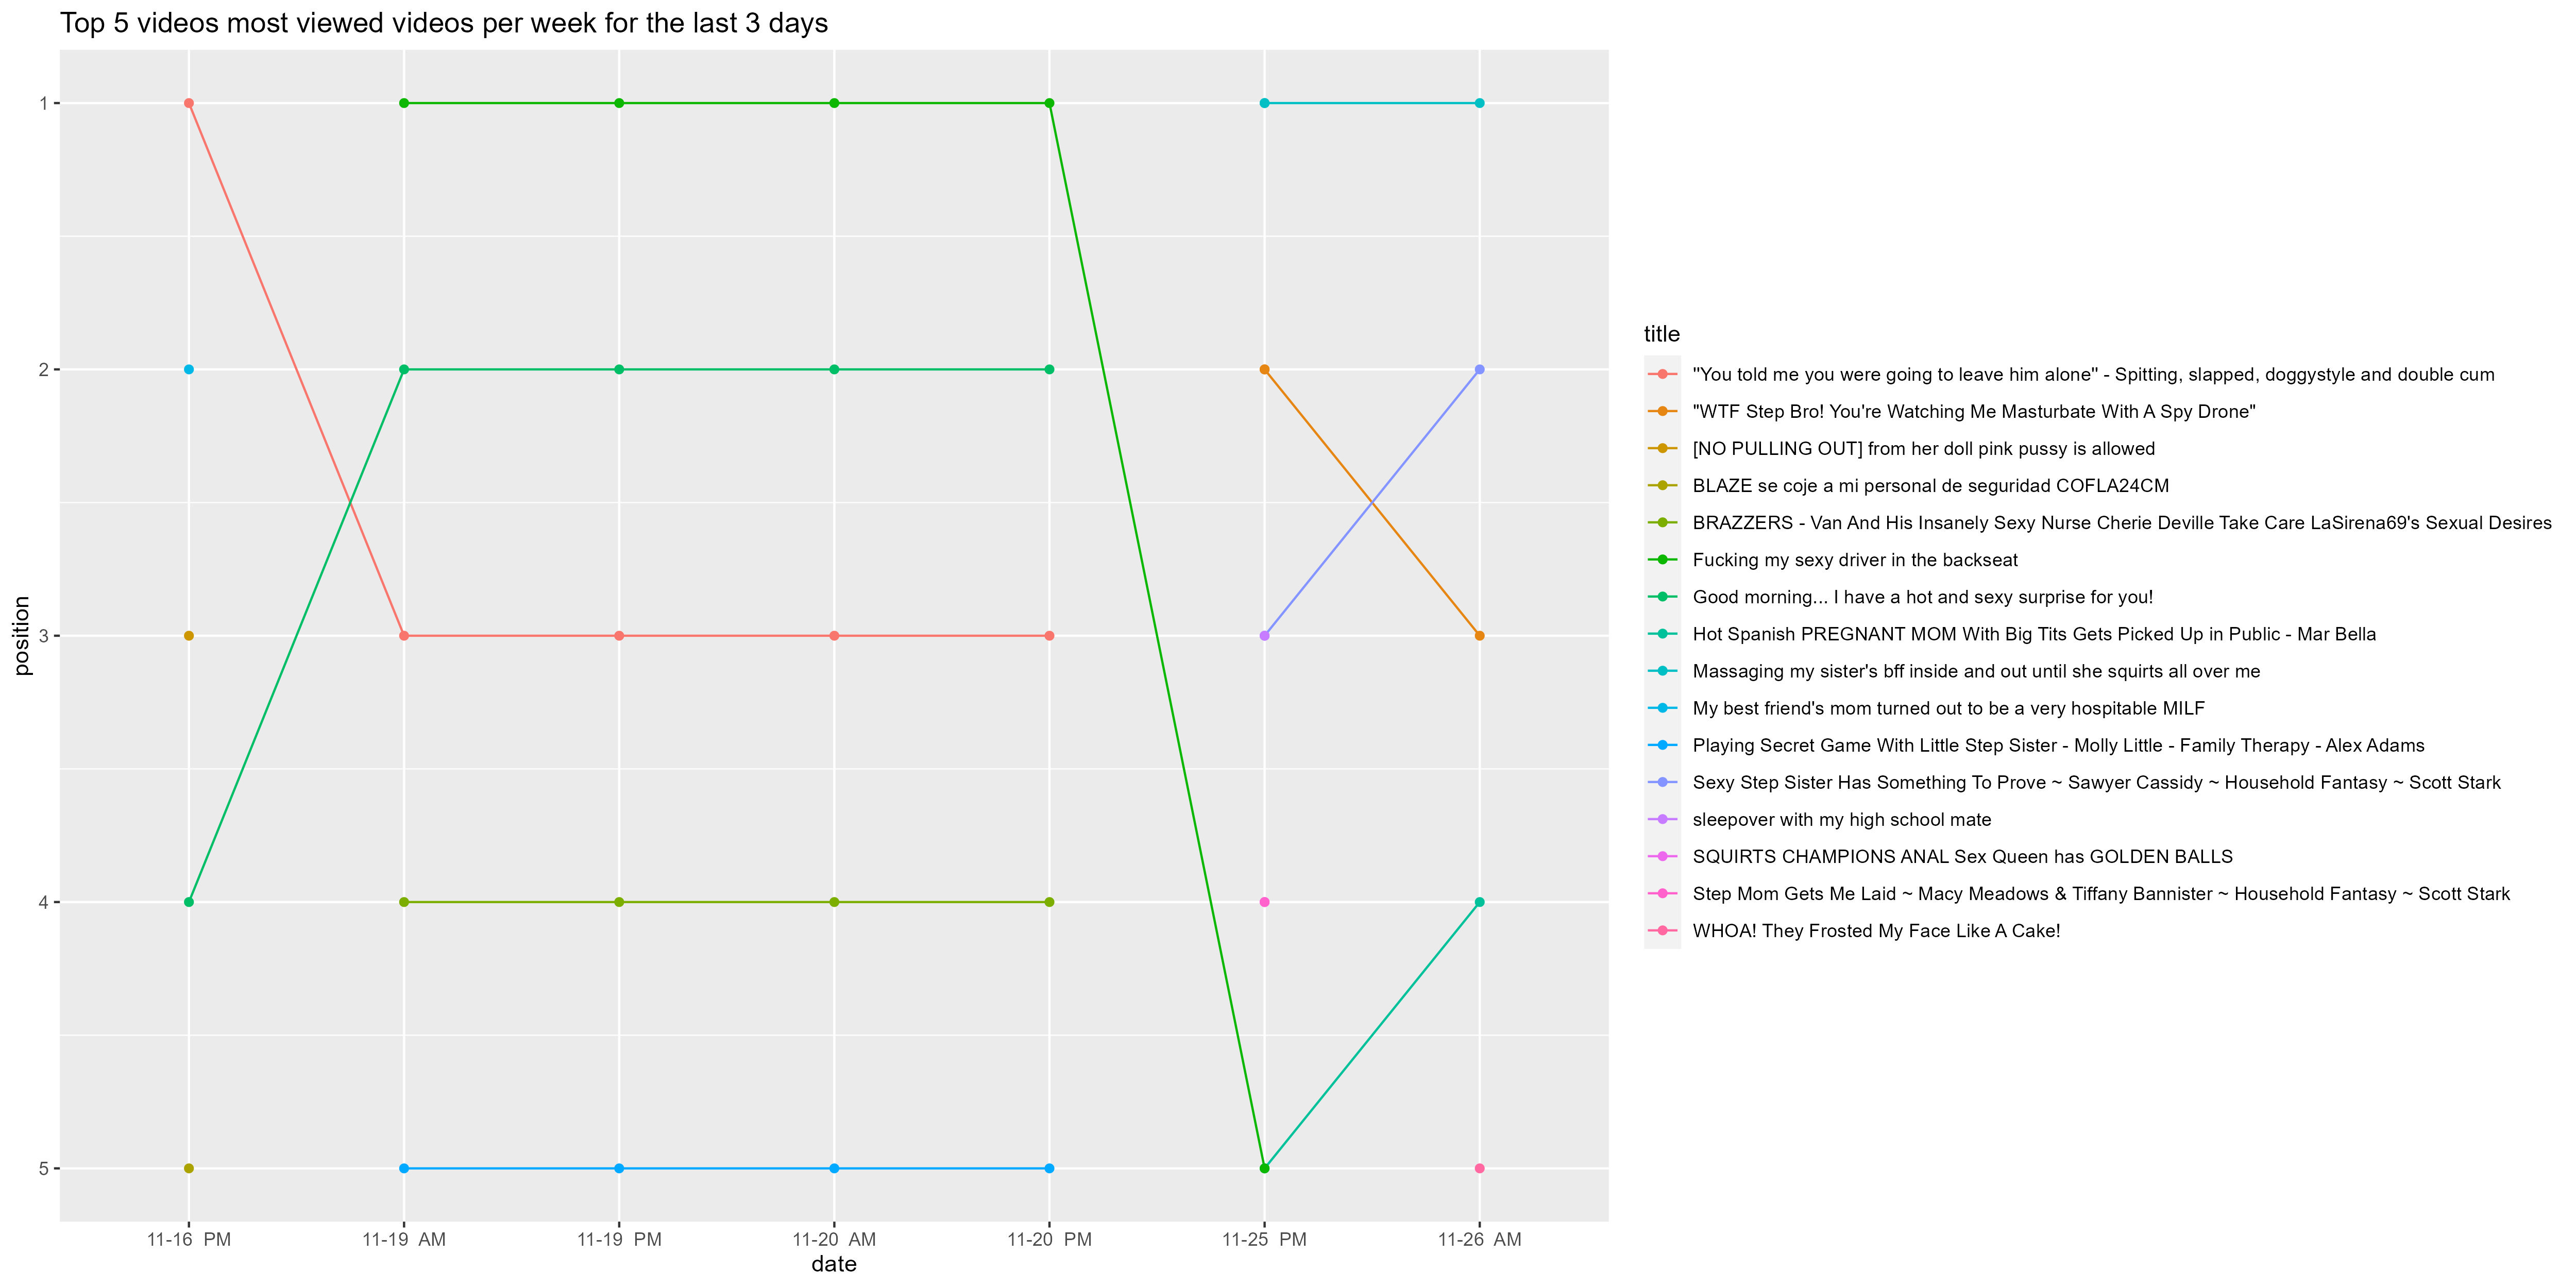 Top 5 videos most viewed videos per week for the last 3 days
position
1
2
3
4
5
11-16 PM
11-19 AM
11-19 PM
11-20 AM
11-20 PM
11-25 PM
11-26 AM
date
title
"You told me you were going to leave him alone" - Spitting, slapped, doggystyle and double cum
"WTF Step Bro! You're Watching Me Masturbate With A Spy Drone"
[NO PULLING OUT] from her doll pink pussy is allowed
BLAZE se coje a mi personal de seguridad COFLA24CM
BRAZZERS - Van And His Insanely Sexy Nurse Cherie Deville Take Care LaSirena69's Sexual Desires
Fucking my sexy driver in the backseat
Good morning... I have a hot and sexy surprise for you!
Hot Spanish PREGNANT MOM With Big Tits Gets Picked Up in Public - Mar Bella
Massaging my sister's bff inside and out until she squirts all over me
My best friend's mom turned out to be a very hospitable MILF
Playing Secret Game With Little Step Sister - Molly Little - Family Therapy - Alex Adams
Sexy Step Sister Has Something To Prove ~ Sawyer Cassidy ~ Household Fantasy ~ Scott Stark
sleepover with my high school mate
SQUIRTS CHAMPIONS ANAL Sex Queen has GOLDEN BALLS
Step Mom Gets Me Laid ~ Macy Meadows & Tiffany Bannister ~ Household Fantasy ~ Scott Stark
WHOA! They Frosted My Face Like A Cake!